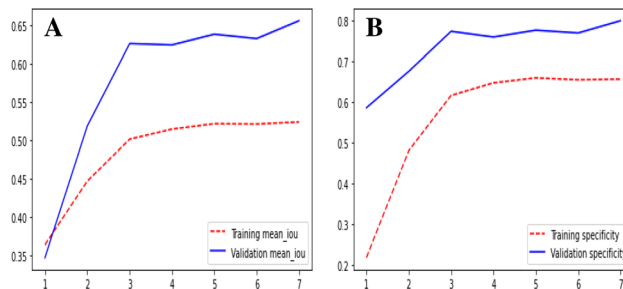 A
0.65
0.60
0.55
0.50
0.45
0.40
0.35
1 2 3 4 5 6 7
Training mean_iou
Validation mean_iou
B
0.8
0.7
0.6
0.5
0.4
0.3
0.2
1 2 3 4 5 6 7
Training specificity
Validation specificity